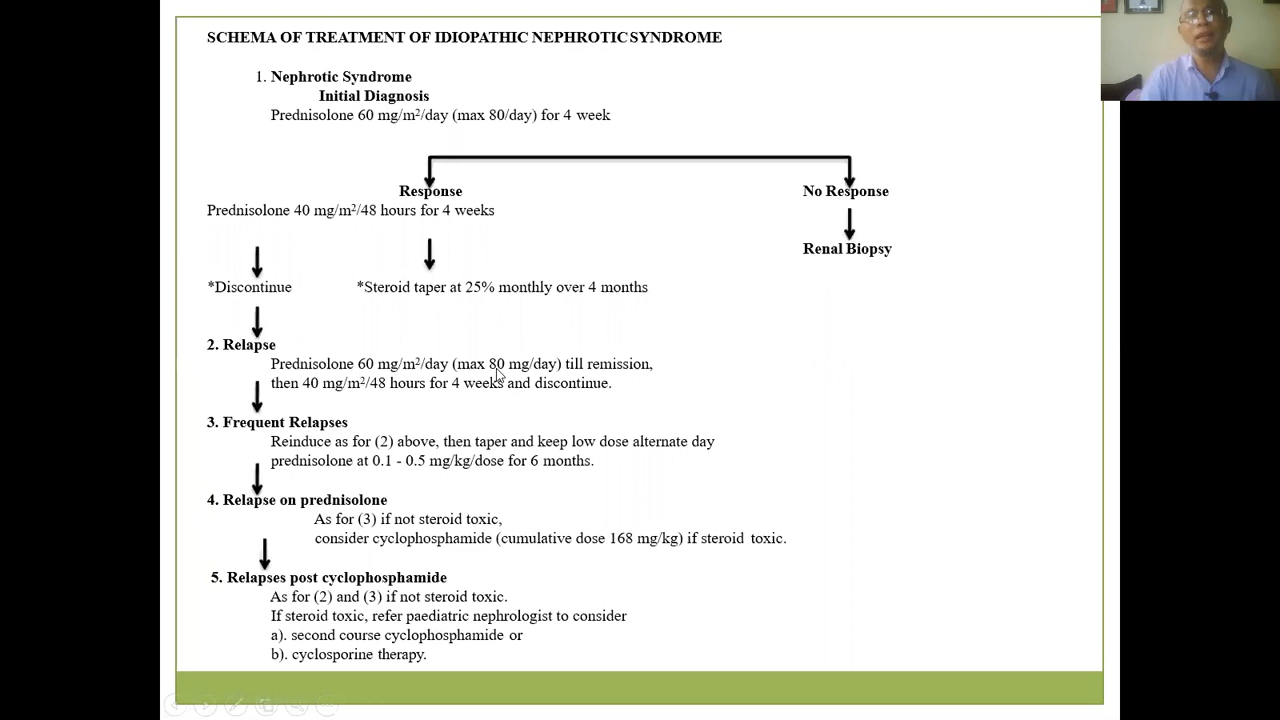 SCHEMA OF TREATMENT OF IDIOPATHIC NEPHROTIC SYNDROME
1. Nephrotic Syndrome
Initial Diagnosis
Prednisolone 60 mg/m²/day (max 80/day) for 4 week
Response
No Response
Prednisolone 40 mg/m²/48 hours for 4 weeks
Renal Biopsy
*Discontinue
*Steroid taper at 25% monthly over 4 months
2. Relapse
Prednisolone 60 mg/m²/day (max 80 mg/day) till remission,
then 40 mg/m²/48 hours for 4 weeks and discontinue.
3. Frequent Relapses
Reinduce as for (2) above, then taper and keep low dose alternate day
prednisolone at 0.1 - 0.5 mg/kg/dose for 6 months.
4. Relapse on prednisolone
As for (3) if not steroid toxic,
consider cyclophosphamide (cumulative dose 168 mg/kg) if steroid toxic.
5. Relapses post cyclophosphamide
As for (2) and (3) if not steroid toxic.
If steroid toxic, refer paediatric nephrologist to consider
a). second course cyclophosphamide or
b). cyclosporine therapy.